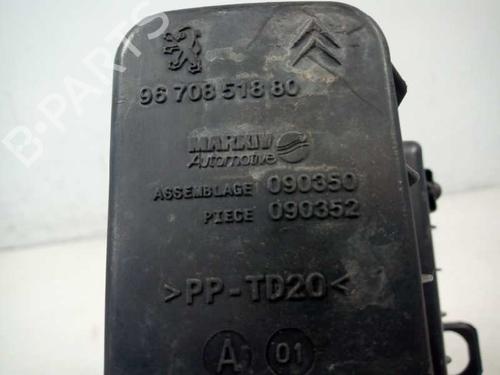 96 708 518 80
MARKIV
Automotive
ASSEMBLAGE 090350
PIECE 090352
>PP-TD20<
A 01
B-PARTS